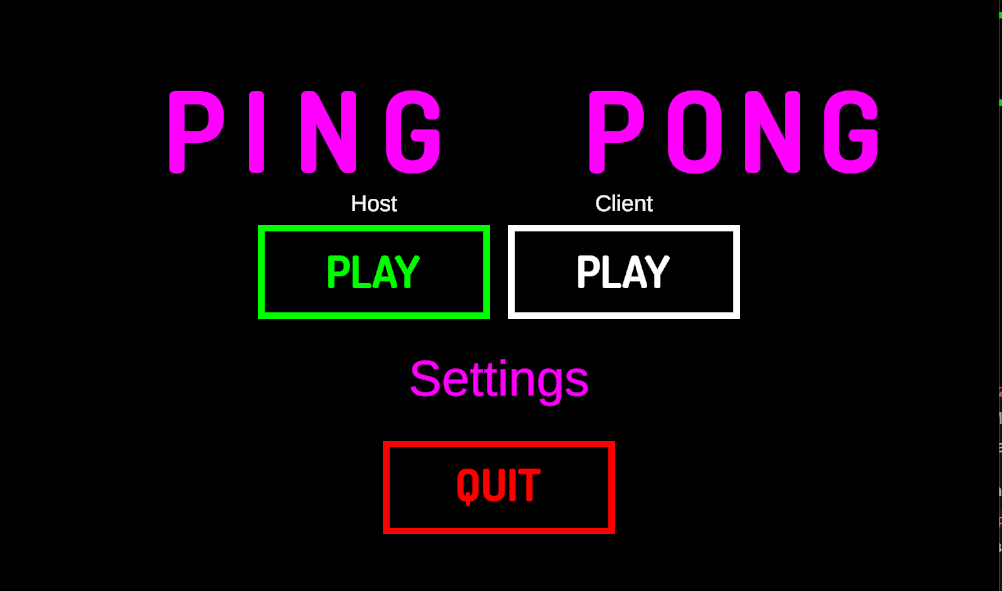 PING PONG
Host Client
PLAY PLAY
Settings
QUIT